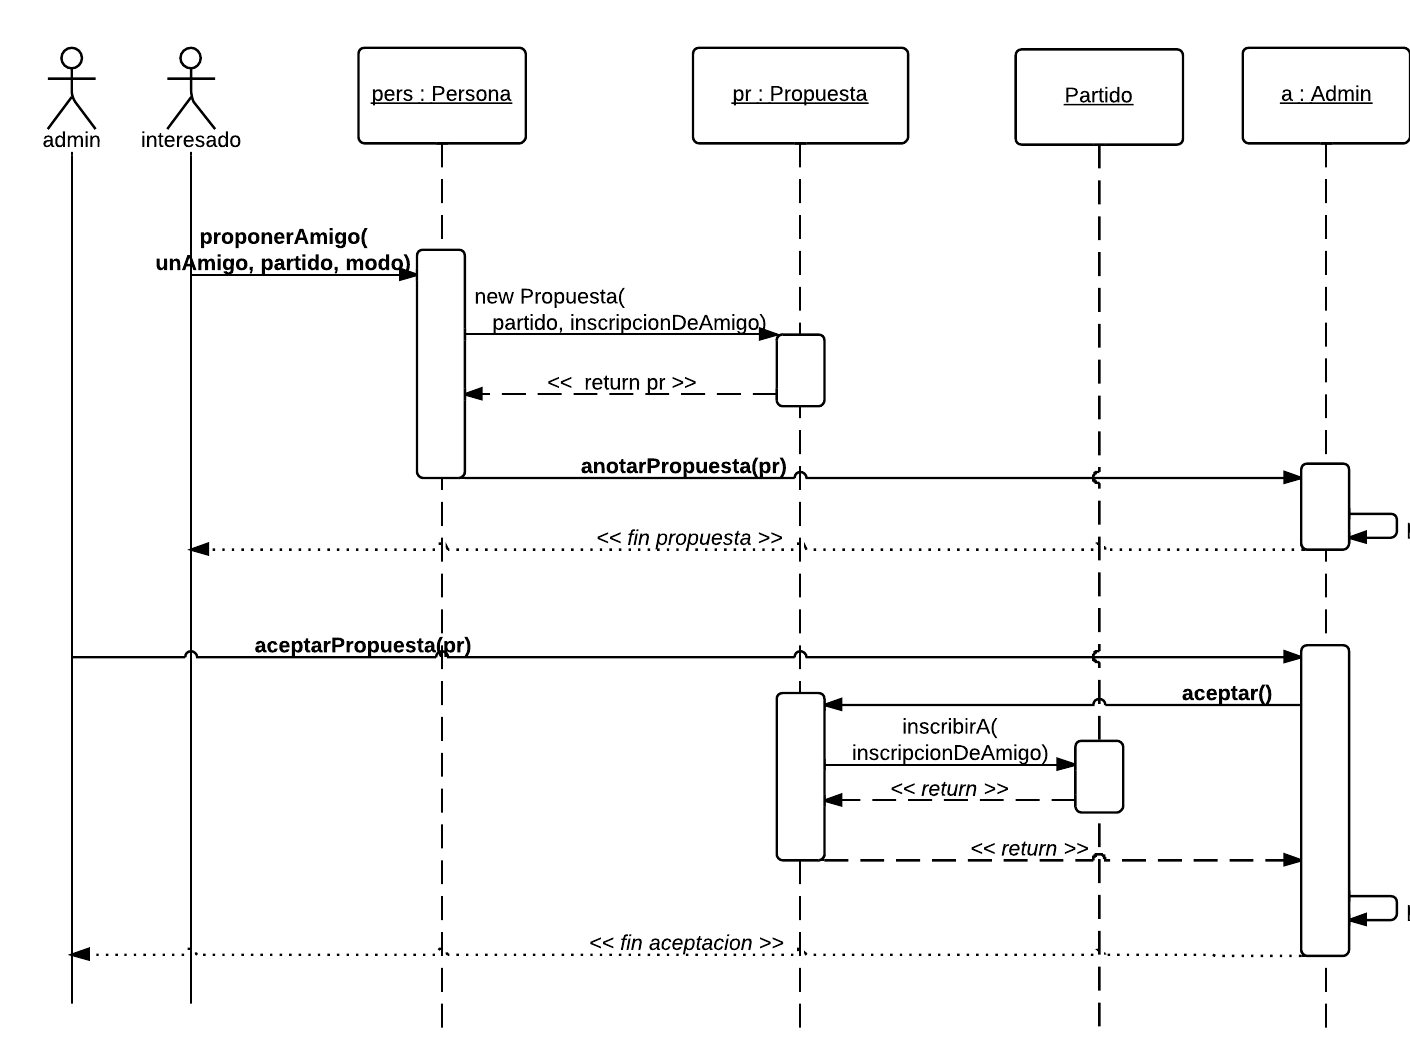 admin
interesado
pers : Persona
pr : Propuesta
Partido
a : Admin
proponerAmigo(
unAmigo, partido, modo)
new Propuesta(
partido, inscripcionDeAmigo)
<< return pr >>
anotarPropuesta(pr)
<< fin propuesta >>
aceptarPropuesta(pr)
aceptar()
inscribirA(
inscripcionDeAmigo)
<< return >>
<< return >>
<< fin aceptacion >>